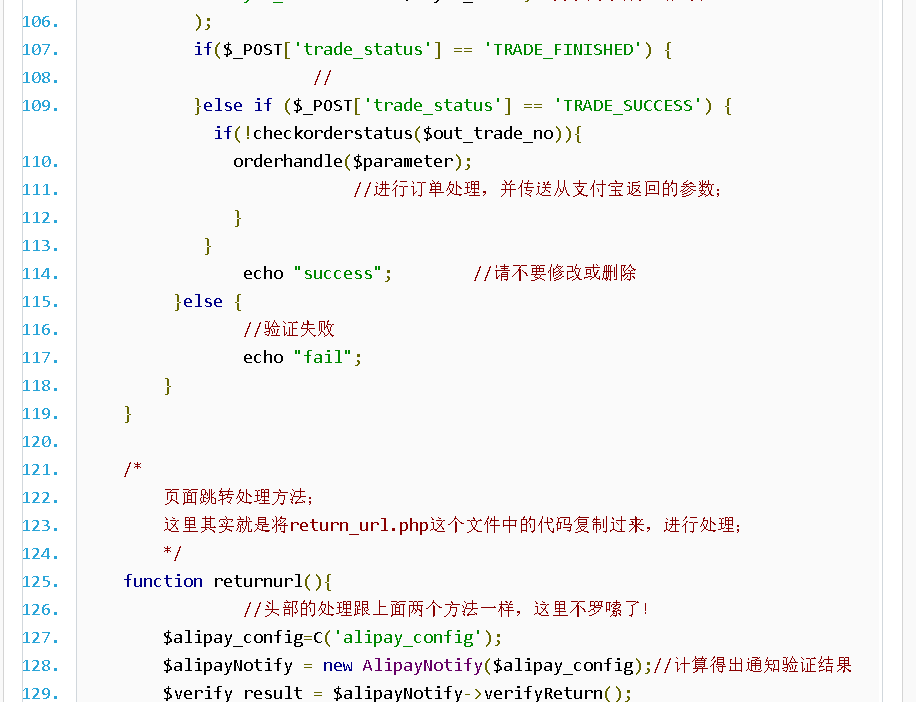 106. );
107. if($_POST['trade_status'] == 'TRADE_FINISHED') {
108. //
109. }else if ($_POST['trade_status'] == 'TRADE_SUCCESS') {
if(!checkorderstatus($out_trade_no)){
110. orderhandle($parameter);
111. //进行订单处理，并传送从支付宝返回的参数；
112. }
113. }
114. echo "success"; //请不要修改或删除
115. }else {
116. //验证失败
117. echo "fail";
118. }
119. }
120.
121. /*
122. 页面跳转处理方法；
123. 这里其实就是将return_url.php这个文件中的代码复制过来，进行处理；
124. */
125. function returnurl(){
126. //头部的处理跟上面两个方法一样，这里不罗嗦了！
127. $alipay_config=C('alipay_config');
128. $alipayNotify = new AlipayNotify($alipay_config);//计算得出通知验证结果
129. $verify_result = $alipayNotify->verifyReturn();